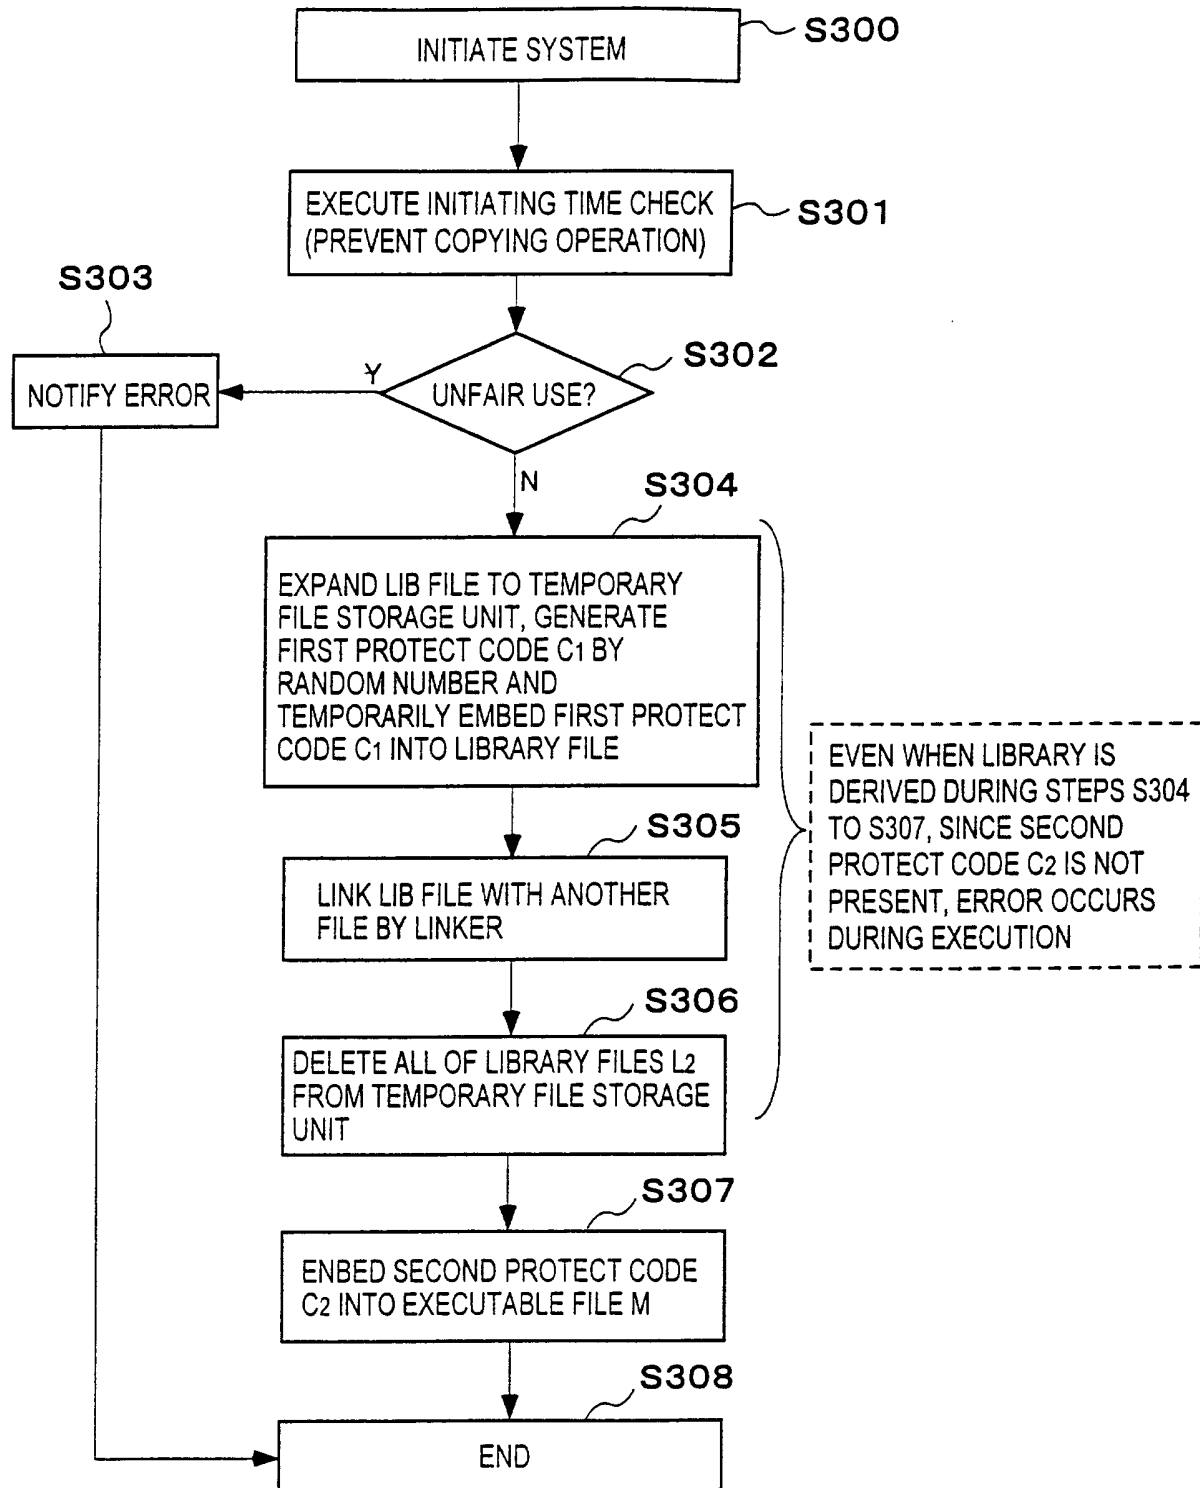 INITIATE SYSTEM
S300
EXECUTE INITIATING TIME CHECK
(PREVENT COPYING OPERATION)
S301
S303
NOTIFY ERROR
Y
UNFAIR USE?
S302
N
S304
EXPAND LIB FILE TO TEMPORARY
FILE STORAGE UNIT, GENERATE
FIRST PROTECT CODE C1 BY
RANDOM NUMBER AND
TEMPORARILY EMBED FIRST PROTECT
CODE C1 INTO LIBRARY FILE
EVEN WHEN LIBRARY IS
DERIVED DURING STEPS S304
TO S307, SINCE SECOND
PROTECT CODE C2 IS NOT
PRESENT, ERROR OCCURS
DURING EXECUTION
S305
LINK LIB FILE WITH ANOTHER
FILE BY LINKER
S306
DELETE ALL OF LIBRARY FILES L2
FROM TEMPORARY FILE STORAGE
UNIT
S307
ENBED SECOND PROTECT CODE
C2 INTO EXECUTABLE FILE M
S308
END